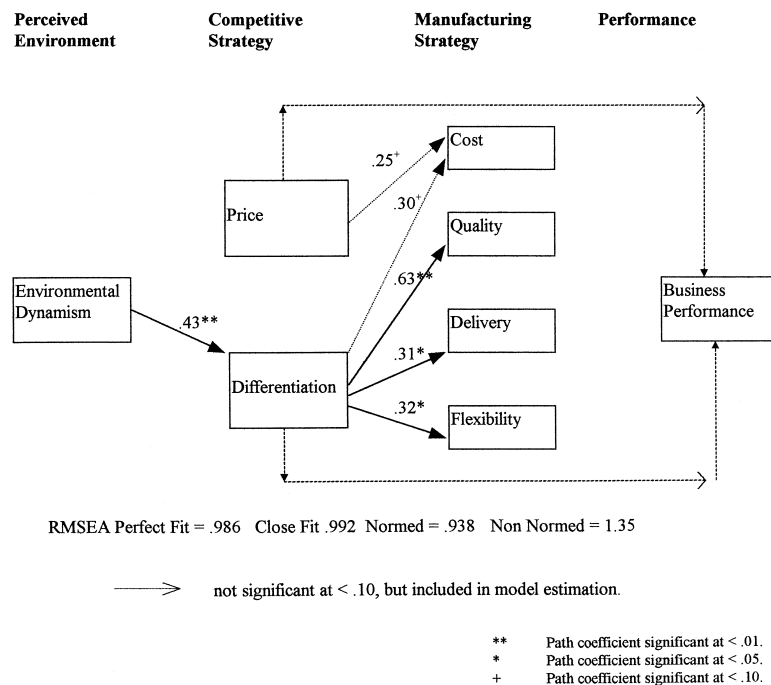 Perceived Environment
Competitive Strategy
Manufacturing Strategy
Performance
Cost
.25+
Price
.30+
Quality
.63**
Environmental Dynamism
Business Performance
.43**
Delivery
.31*
Differentiation
.32*
Flexibility
RMSEA Perfect Fit = .986 Close Fit .992 Normed = .938 Non Normed = 1.35
not significant at < .10, but included in model estimation.
** Path coefficient significant at < .01.
* Path coefficient significant at < .05.
+ Path coefficient significant at < .10.